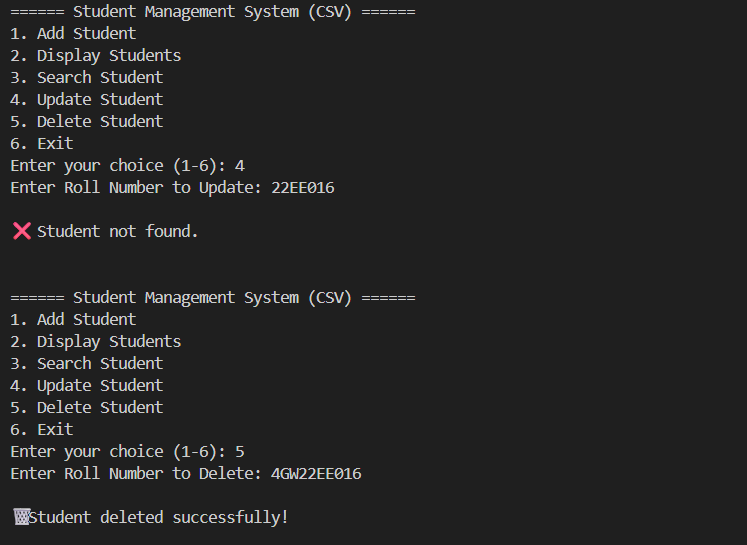 ====== Student Management System (CSV) ======
1. Add Student
2. Display Students
3. Search Student
4. Update Student
5. Delete Student
6. Exit
Enter your choice (1-6): 4
Enter Roll Number to Update: 22EE016
❌ Student not found.
====== Student Management System (CSV) ======
1. Add Student
2. Display Students
3. Search Student
4. Update Student
5. Delete Student
6. Exit
Enter your choice (1-6): 5
Enter Roll Number to Delete: 4GW22EE016
🗑️Student deleted successfully!